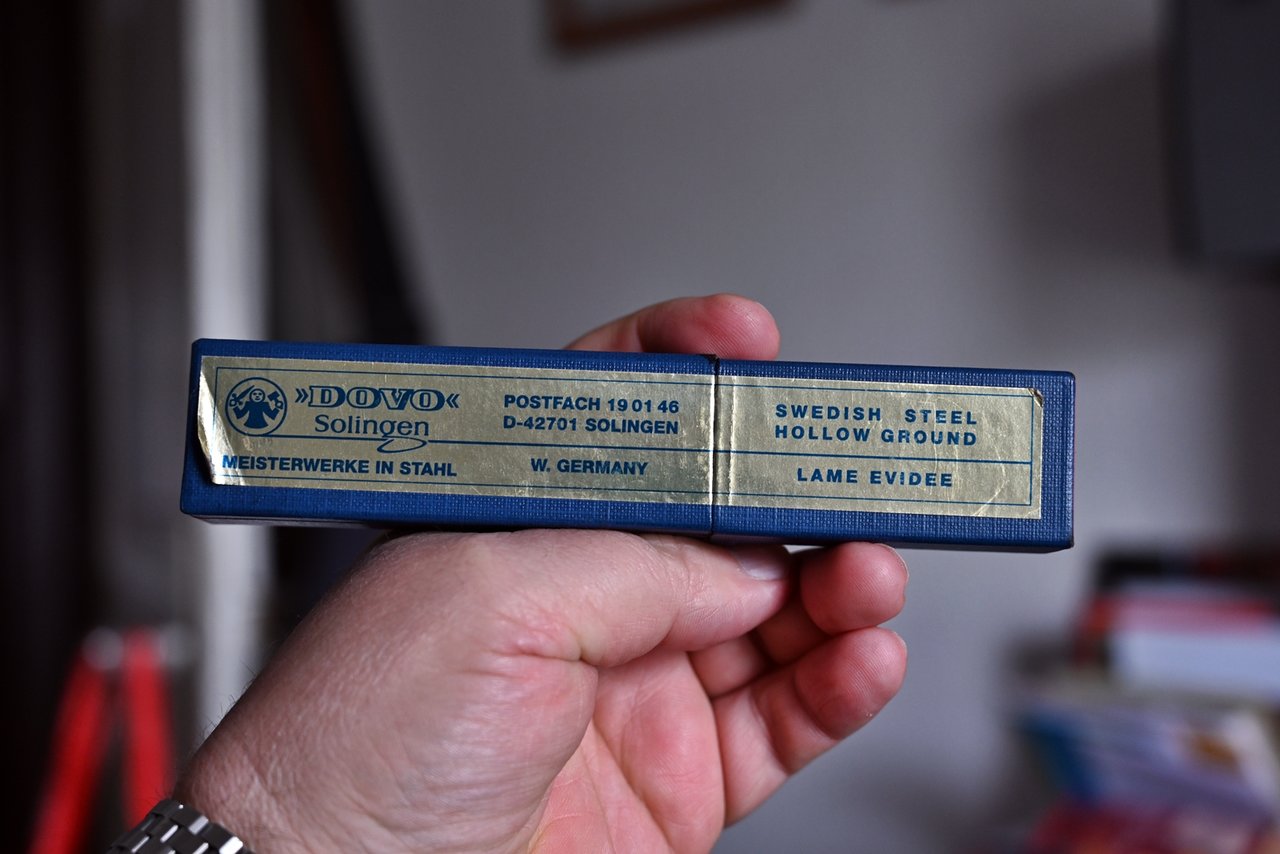 »DOVO«
Solingen
MEISTERWERKE IN STAHL
POSTFACH 19 01 46
D-42701 SOLINGEN
W. GERMANY
SWEDISH STEEL
HOLLOW GROUND
LAME EVIDEE